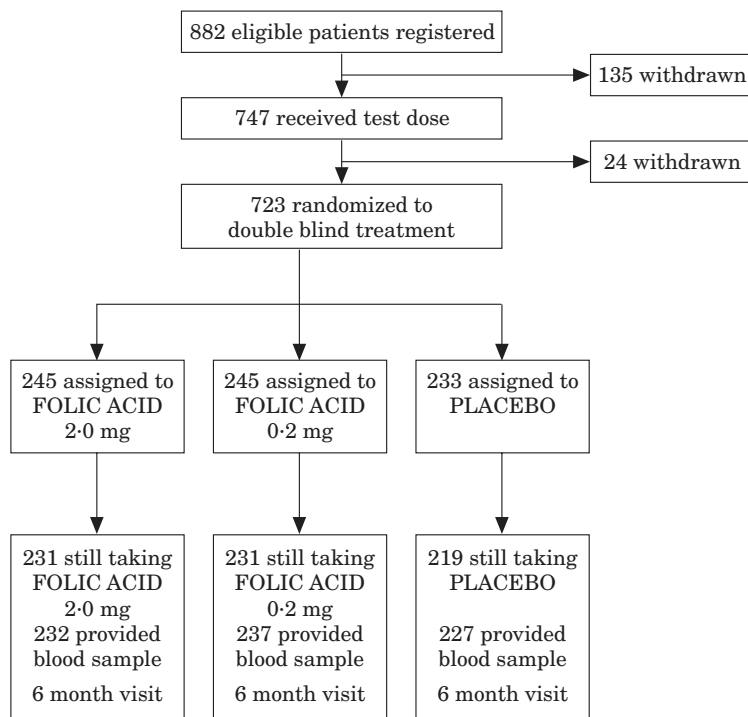 882 eligible patients registered
135 withdrawn
747 received test dose
24 withdrawn
723 randomized to
double blind treatment
245 assigned to
FOLIC ACID
2·0 mg
245 assigned to
FOLIC ACID
0·2 mg
233 assigned to
PLACEBO
231 still taking
FOLIC ACID
2·0 mg
232 provided
blood sample
6 month visit
231 still taking
FOLIC ACID
0·2 mg
237 provided
blood sample
6 month visit
219 still taking
PLACEBO
227 provided
blood sample
6 month visit